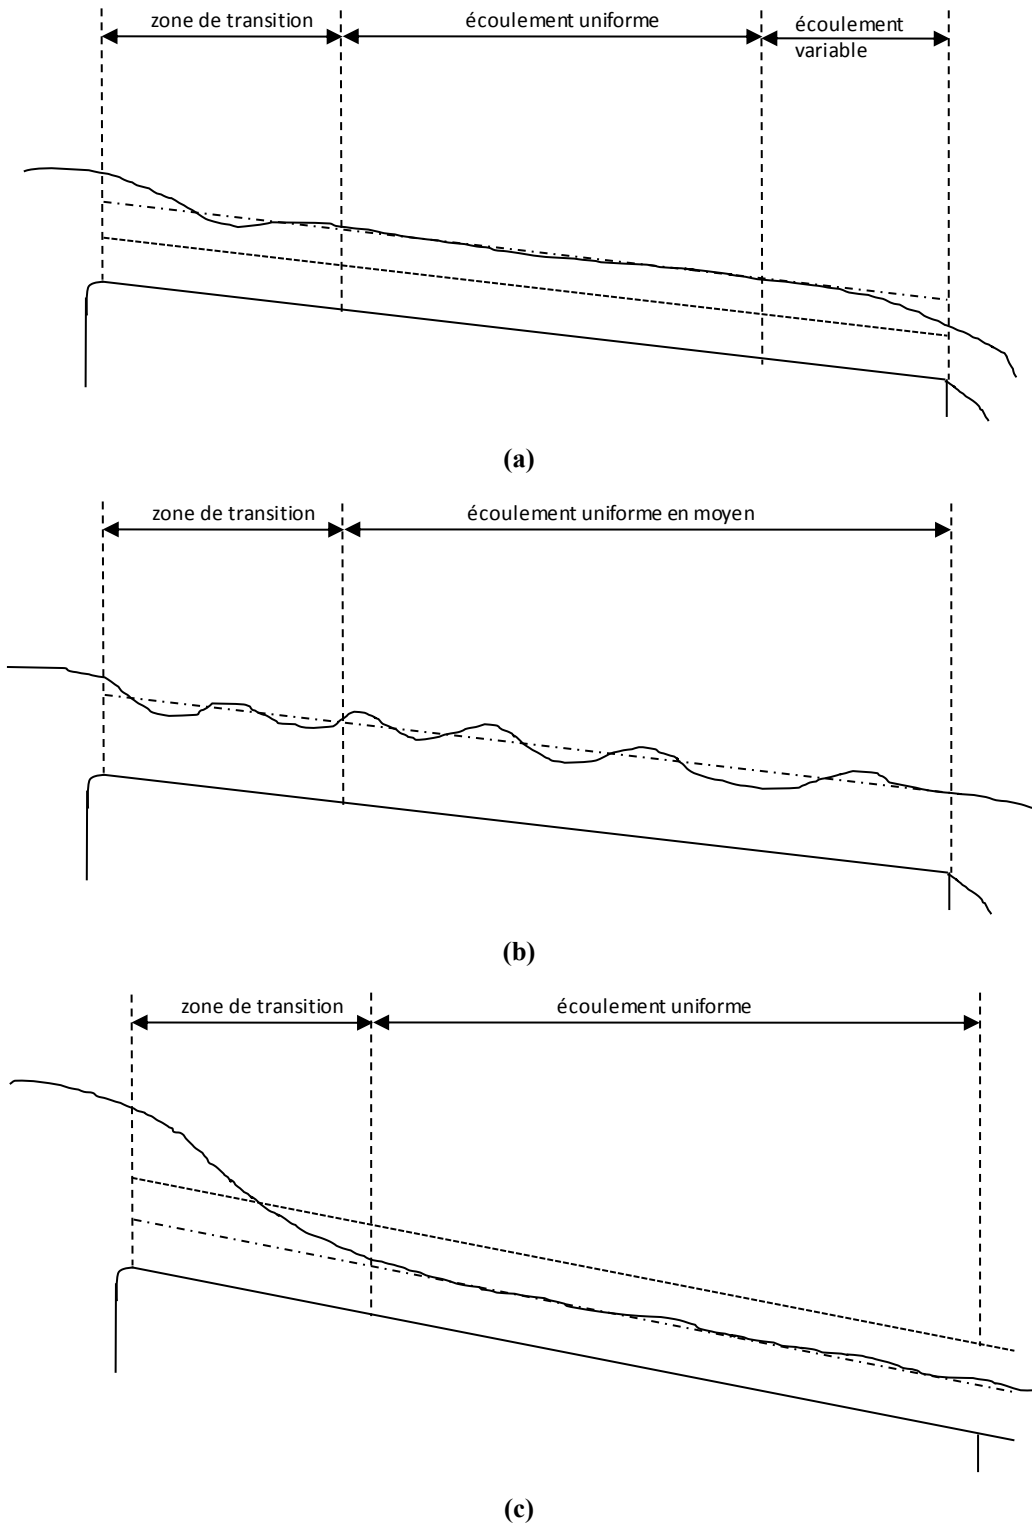 zone de transition
écoulement uniforme
écoulement
variable
(a)
zone de transition
écoulement uniforme en moyen
(b)
zone de transition
écoulement uniforme
(c)